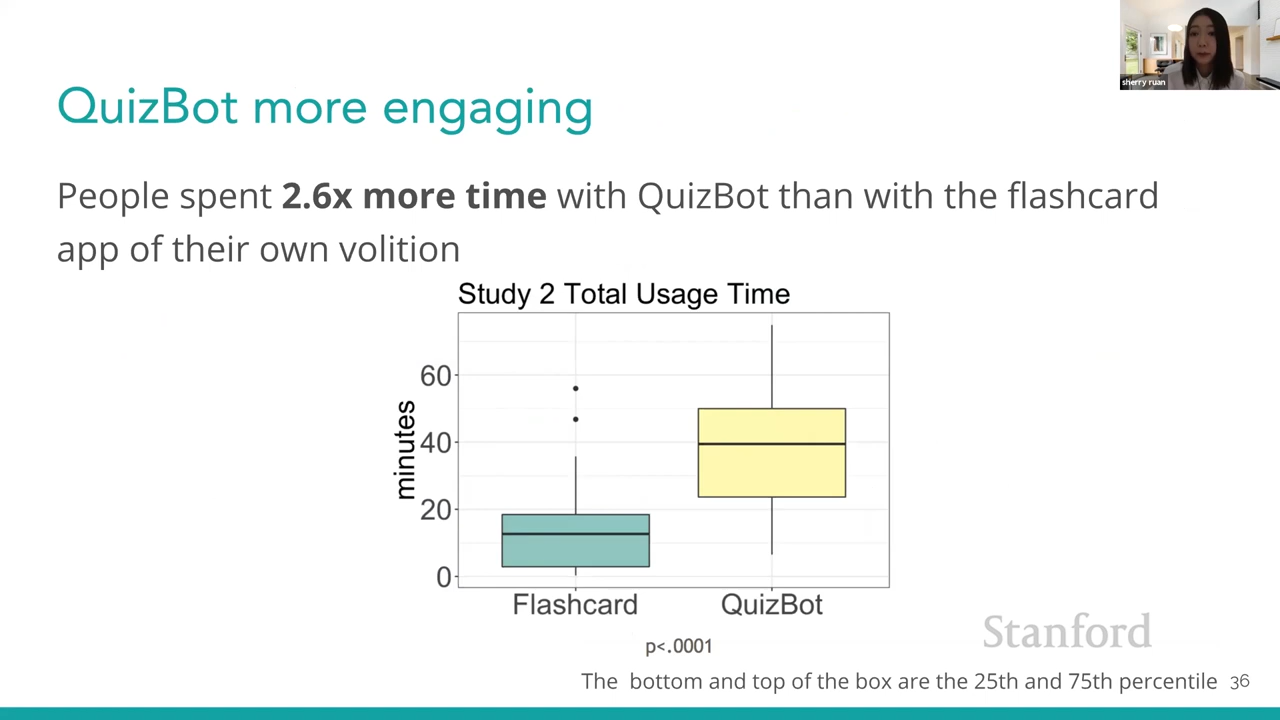 sherry ruan
QuizBot more engaging
People spent 2.6x more time with QuizBot than with the flashcard
app of their own volition
Study 2 Total Usage Time
minutes
60
40
20
0
Flashcard
QuizBot
p<.0001
Stanford
The bottom and top of the box are the 25th and 75th percentile
36